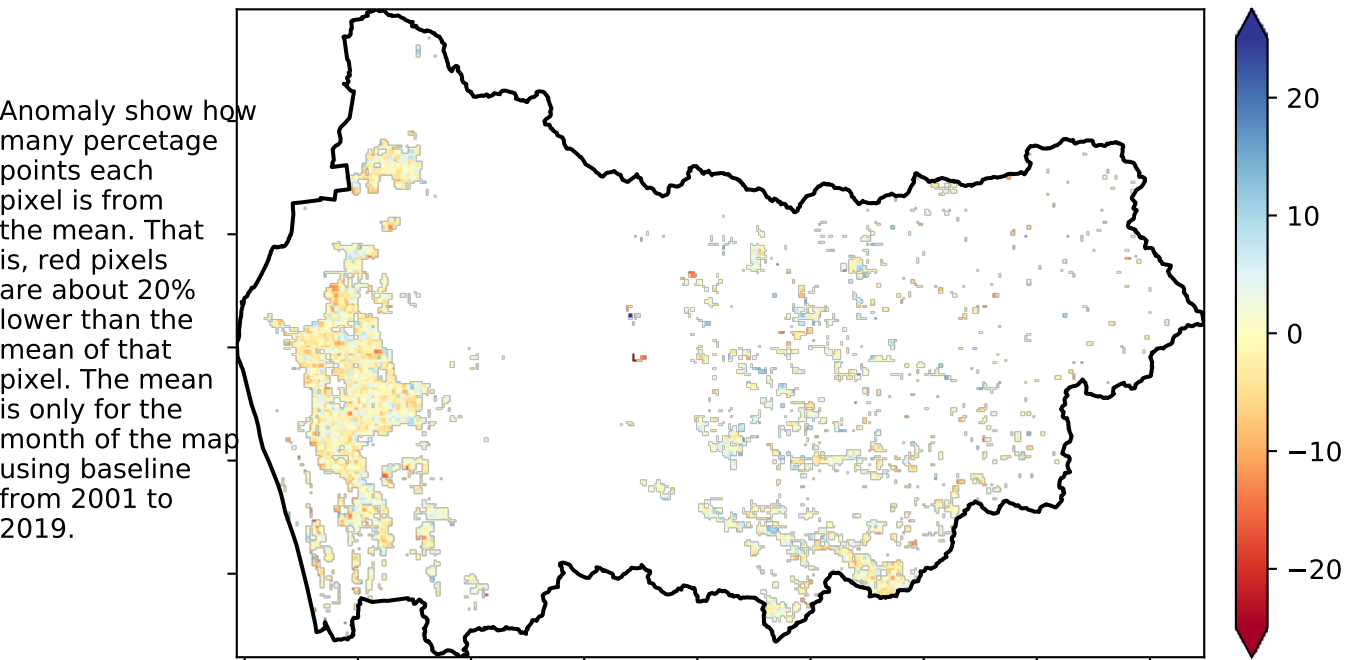 Anomaly show how
many percetage
points each
pixel is from
the mean. That
is, red pixels
are about 20%
lower than the
mean of that
pixel. The mean
is only for the
month of the map
using baseline
from 2001 to
2019.
20
10
0
−10
−20